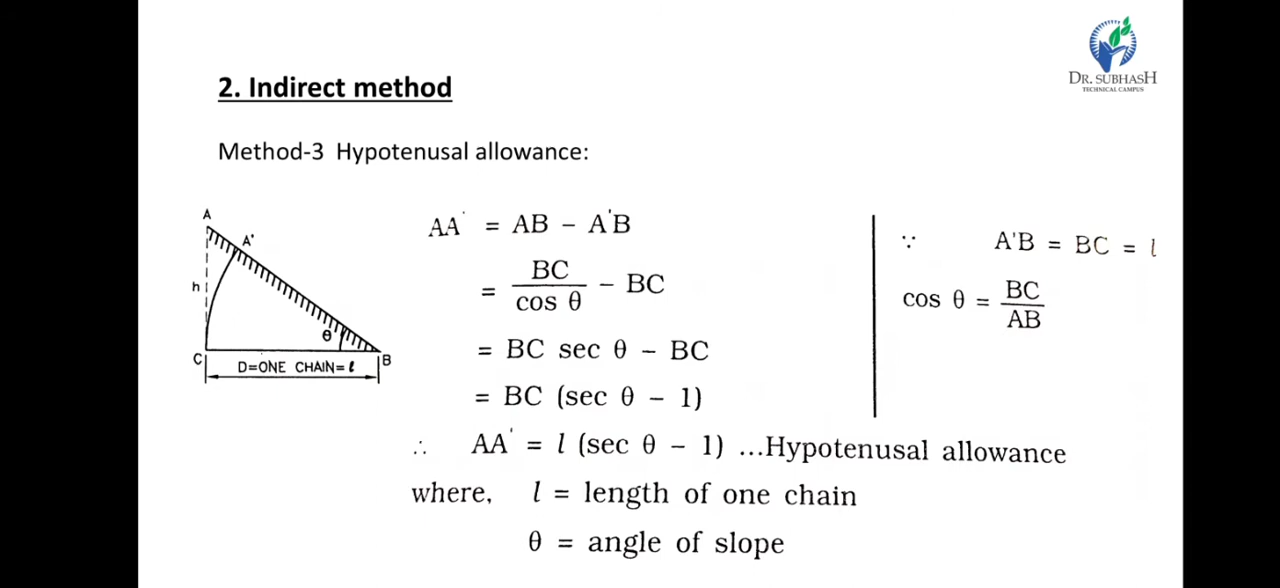 DR. SUBHASH
TECHNICAL CAMPUS
2. Indirect method
Method-3 Hypotenusal allowance:
A
A'
h
θ
C
B
D=ONE CHAIN=ℓ
AA' = AB − A'B
= BC / cos θ − BC
= BC sec θ − BC
= BC (sec θ − 1)
∵ A'B = BC = l
cos θ = BC / AB
∴ AA' = l (sec θ − 1) ...Hypotenusal allowance
where, l = length of one chain
θ = angle of slope